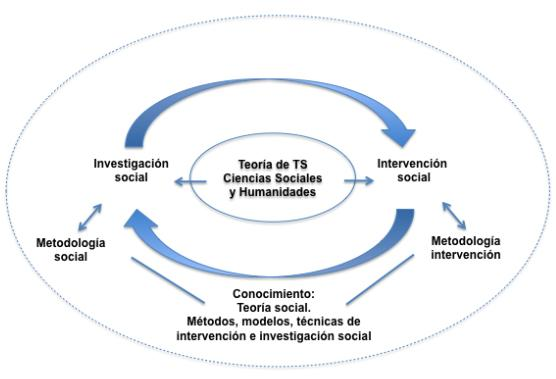 Investigación
social
Teoría de TS
Ciencias Sociales
y Humanidades
Intervención
social
Metodología
social
Metodología
intervención
Conocimiento:
Teoría social.
Métodos, modelos, técnicas de
intervención e investigación social